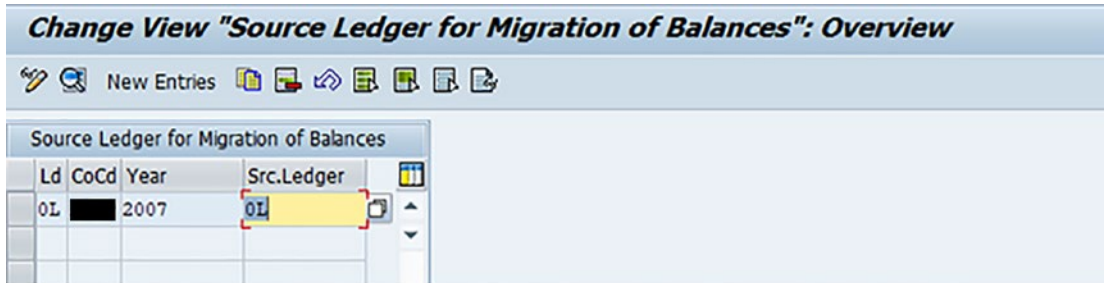 Change View "Source Ledger for Migration of Balances": Overview
New Entries
Source Ledger for Migration of Balances
Ld CoCd Year Src.Ledger
0L 2007 0L